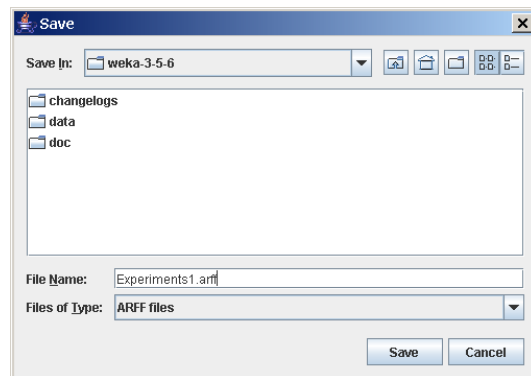 Save
Save In: weka-3-5-6
changelogs
data
doc
File Name: Experiments1.arff
Files of Type: ARFF files
Save Cancel